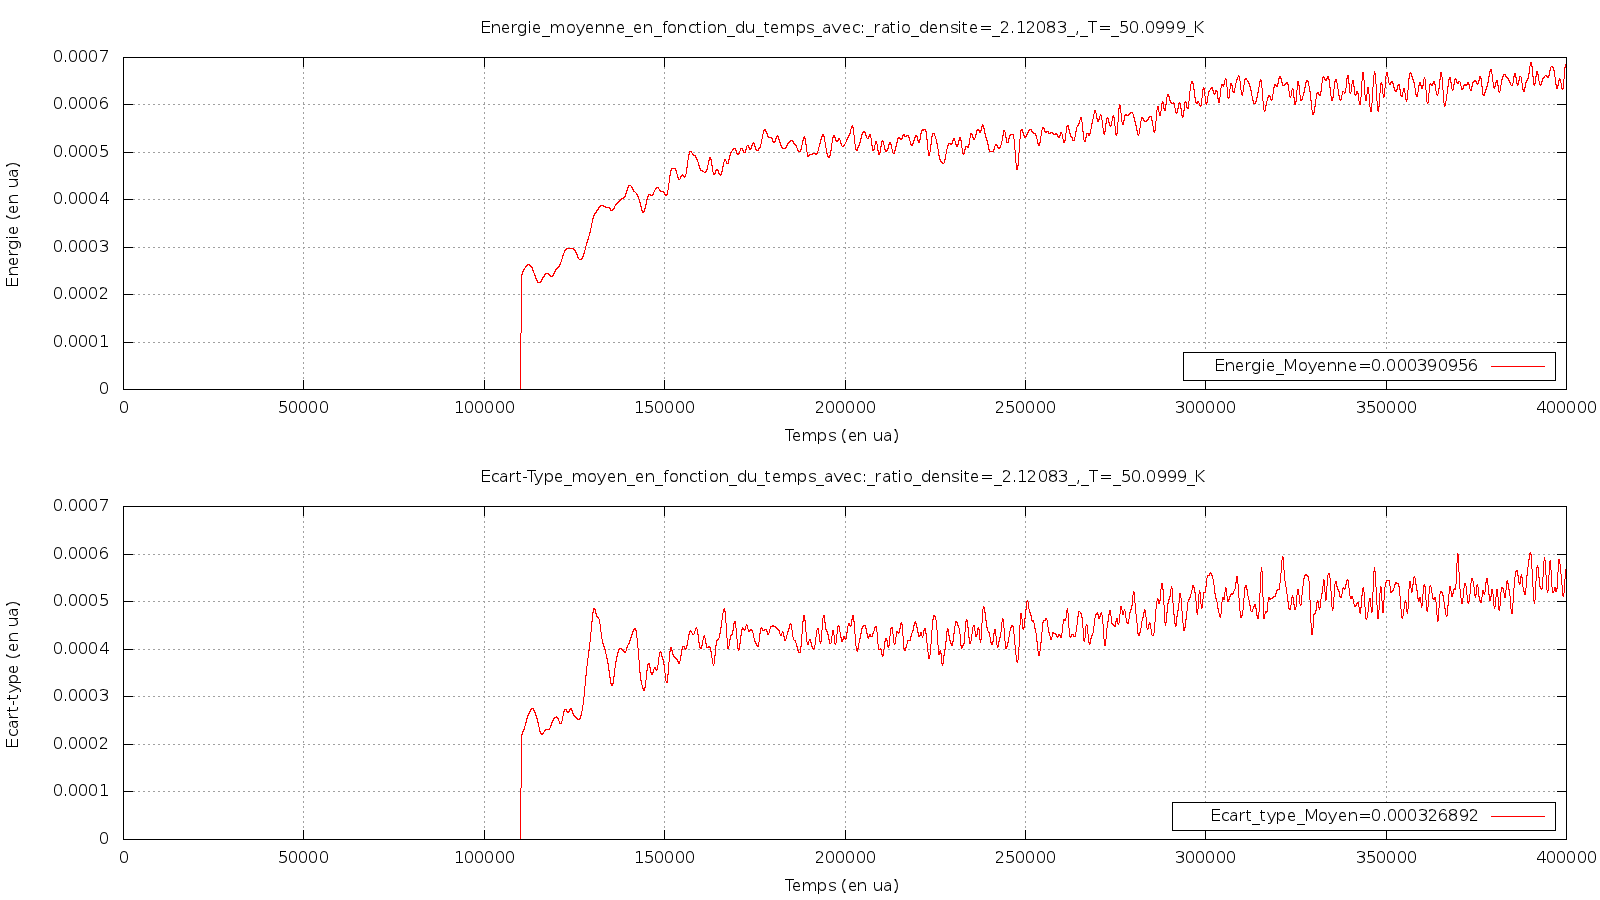 Energie_moyenne_en_fonction_du_temps_avec:_ratio_densite=_2.12083_,_T=_50.0999_K
0.0007
0.0006
0.0005
0.0004
0.0003
0.0002
0.0001
0
Energie (en ua)
Energie_Moyenne=0.000390956
0 50000 100000 150000 200000 250000 300000 350000 400000
Temps (en ua)
Ecart-Type_moyen_en_fonction_du_temps_avec:_ratio_densite=_2.12083_,_T=_50.0999_K
0.0007
0.0006
0.0005
0.0004
0.0003
0.0002
0.0001
0
Ecart-type (en ua)
Ecart_type_Moyen=0.000326892
0 50000 100000 150000 200000 250000 300000 350000 400000
Temps (en ua)